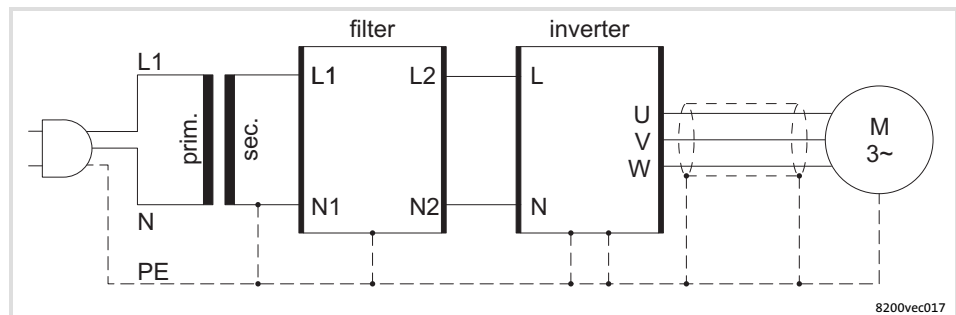 filter inverter
L1 L1 L2 L
prim. sec.
U
V
W
M
3~
N N1 N2 N
PE
8200vec017